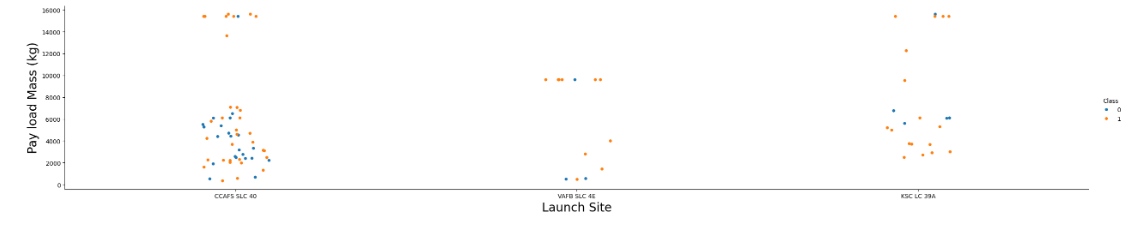 16000
14000
12000
10000
8000
6000
4000
2000
0
Pay load Mass (kg)
CCAFS SLC 40
VAFB SLC 4E
KSC LC 39A
Launch Site
Class
0
1